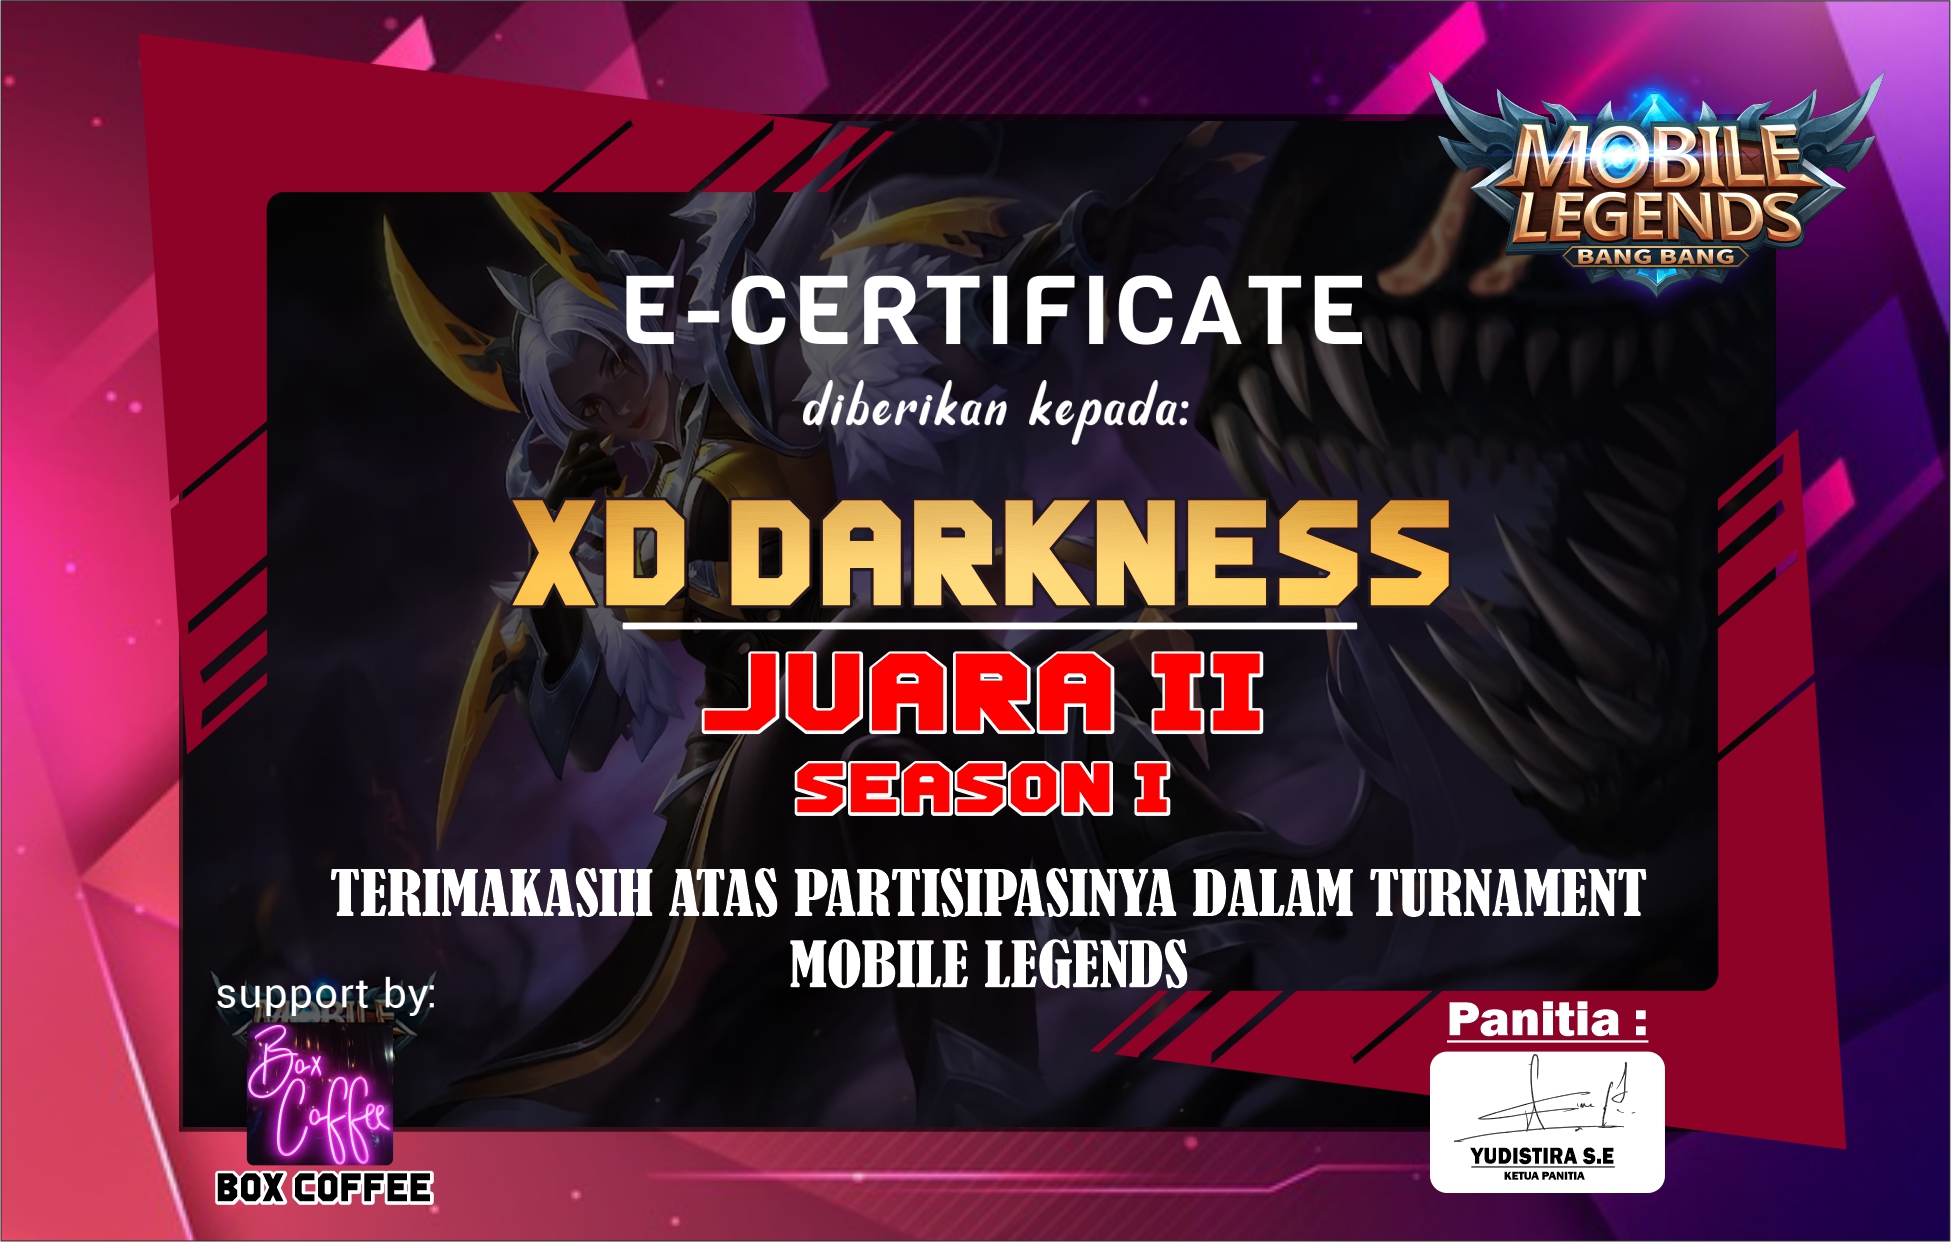 MOBILE
LEGENDS
BANG BANG
E-CERTIFICATE
diberikan kepada:
XD DARKNESS
JUARA II
SEASON I
TERIMAKASIH ATAS PARTISIPASINYA DALAM TURNAMENT
MOBILE LEGENDS
support by:
MOBILE
Box
Coffee
BOX COFFEE
Panitia :
YUDISTIRA S.E
KETUA PANITIA